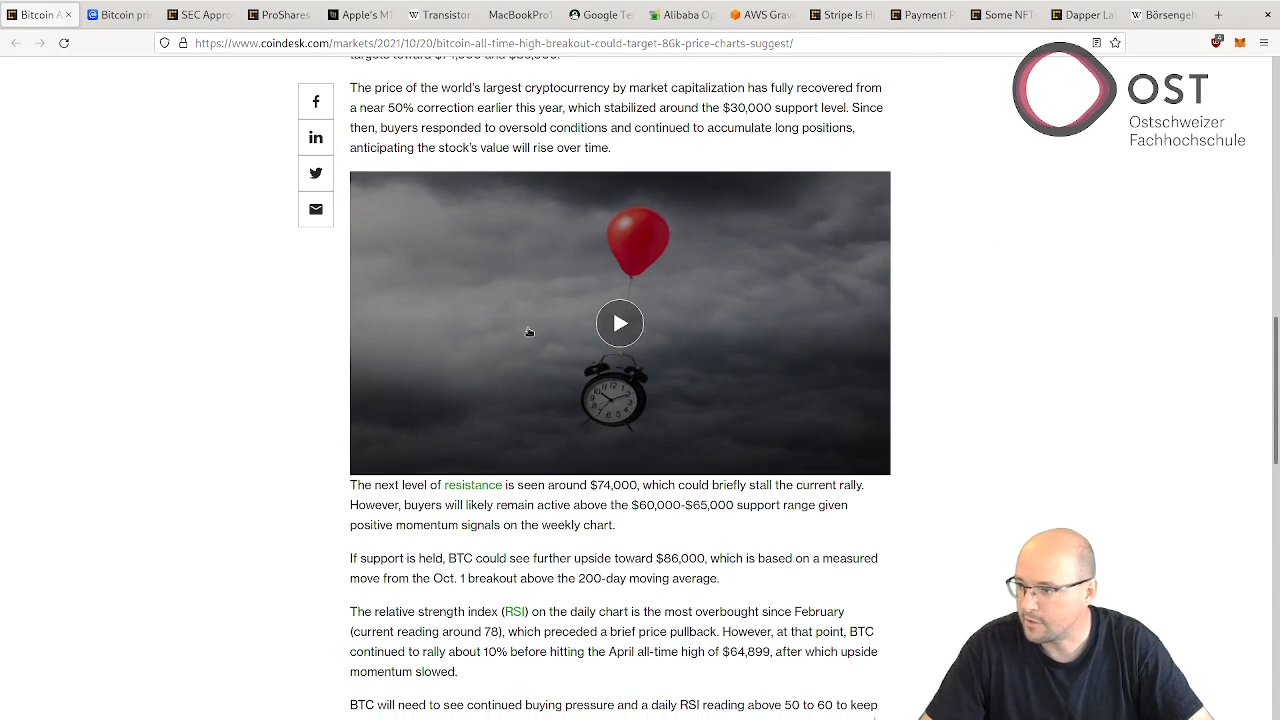 Bitcoin A
Bitcoin pri
SEC Appro
ProShares
Apple's M1
Transistor
MacBookPro1
Google Te
Alibaba Op
AWS Gra
Stripe Is H
Payment P
Some NFT
Dapper La
Börsengeh
https://www.coindesk.com/markets/2021/10/20/bitcoin-all-time-high-breakout-could-target-86k-price-charts-suggest/
OST
Ostschweizer
Fachhochschule
The price of the world's largest cryptocurrency by market capitalization has fully recovered from
a near 50% correction earlier this year, which stabilized around the $30,000 support level. Since
then, buyers responded to oversold conditions and continued to accumulate long positions,
anticipating the stock's value will rise over time.
The next level of resistance is seen around $74,000, which could briefly stall the current rally.
However, buyers will likely remain active above the $60,000-$65,000 support range given
positive momentum signals on the weekly chart.
If support is held, BTC could see further upside toward $86,000, which is based on a measured
move from the Oct. 1 breakout above the 200-day moving average.
The relative strength index (RSI) on the daily chart is the most overbought since February
(current reading around 78), which preceded a brief price pullback. However, at that point, BTC
continued to rally about 10% before hitting the April all-time high of $64,899, after which upside
momentum slowed.
BTC will need to see continued buying pressure and a daily RSI reading above 50 to 60 to keep